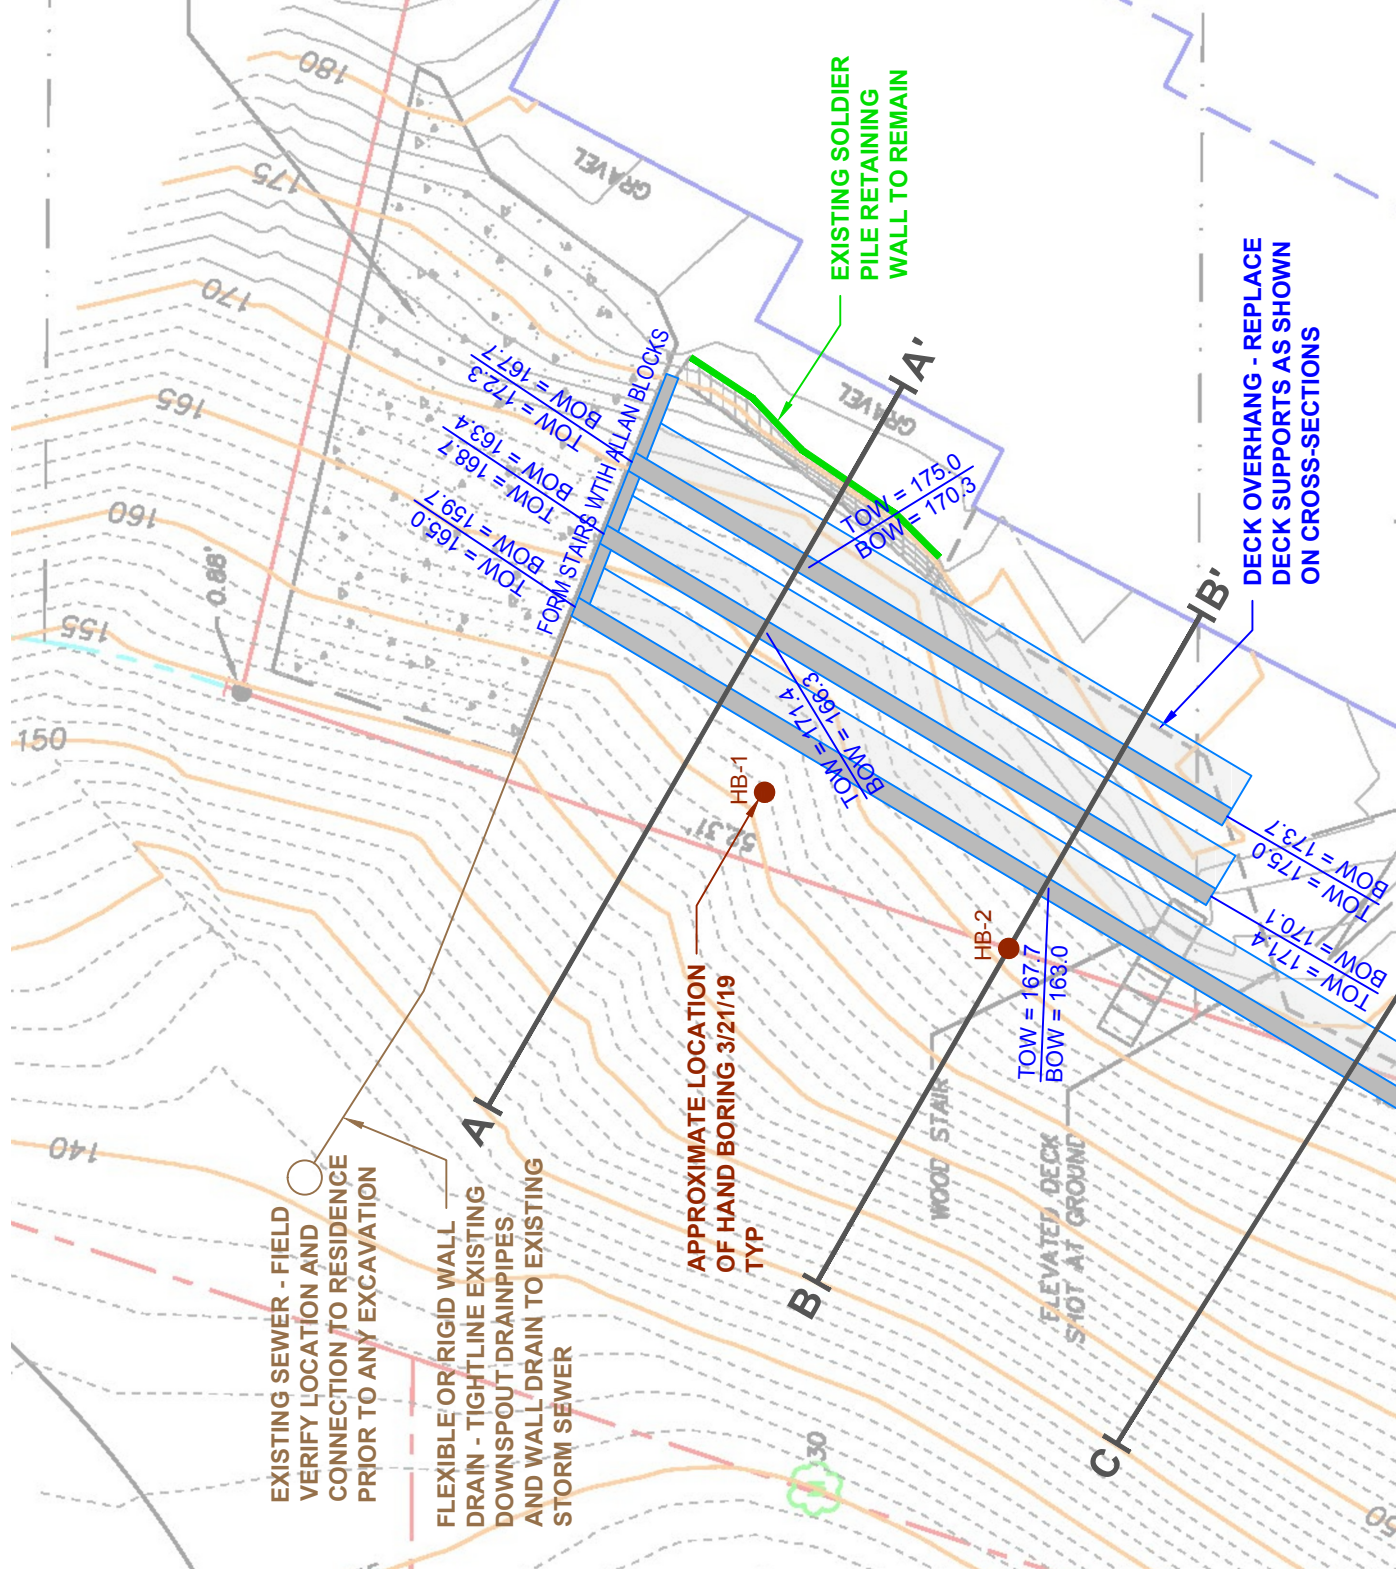 180
175
170
165
160
155
150
140
0.88'
GRAVEL
GRAVEL
EXISTING SOLDIER
PILE RETAINING
WALL TO REMAIN
DECK OVERHANG - REPLACE
DECK SUPPORTS AS SHOWN
ON CROSS-SECTIONS
TOW = 172.3
BOW = 167.7
TOW = 168.7
BOW = 163.4
TOW = 165.0
BOW = 159.7
FORM STAIRS WTIH ALLAN BLOCKS
TOW = 175.0
BOW = 170.3
TOW = 171.4
BOW = 166.3
TOW = 167.7
BOW = 163.0
TOW = 175.0
BOW = 173.7
TOW = 171.4
BOW = 170.1
A
A'
B
B'
C
HB-1
HB-2
52.31'
APPROXIMATE LOCATION
OF HAND BORING 3/21/19
TYP
WOOD STAIR
ELEVATED DECK
SHOT AT GROUND
EXISTING SEWER - FIELD
VERIFY LOCATION AND
CONNECTION TO RESIDENCE
PRIOR TO ANY EXCAVATION
FLEXIBLE OR RIGID WALL
DRAIN - TIGHTLINE EXISTING
DOWNSPOUT DRAINPIPES
AND WALL DRAIN TO EXISTING
STORM SEWER
30